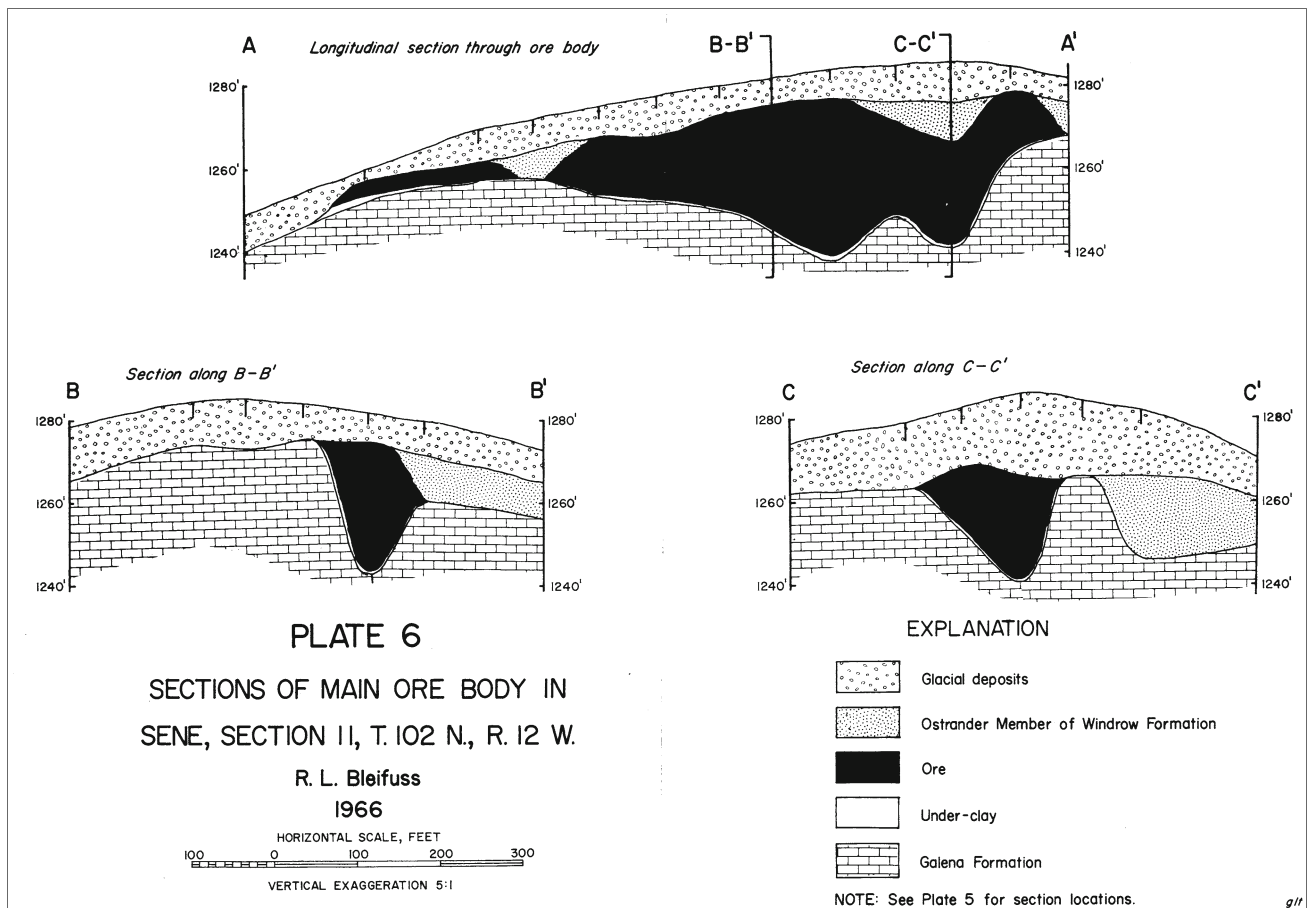 A
Longitudinal section through ore body
B-B'
C-C'
A'
1280'
1280'
1260'
1260'
1240'
1240'
B
Section along B-B'
B'
1280'
1280'
1260'
1260'
1240'
1240'
C
Section along C-C'
C'
1280'
1280'
1260'
1260'
1240'
1240'
PLATE 6
SECTIONS OF MAIN ORE BODY IN
SENE, SECTION 11, T. 102 N., R. 12 W.
R. L. Bleifuss
1966
HORIZONTAL SCALE, FEET
100 0 100 200 300
VERTICAL EXAGGERATION 5:1
EXPLANATION
Glacial deposits
Ostrander Member of Windrow Formation
Ore
Under-clay
Galena Formation
NOTE: See Plate 5 for section locations.
glt